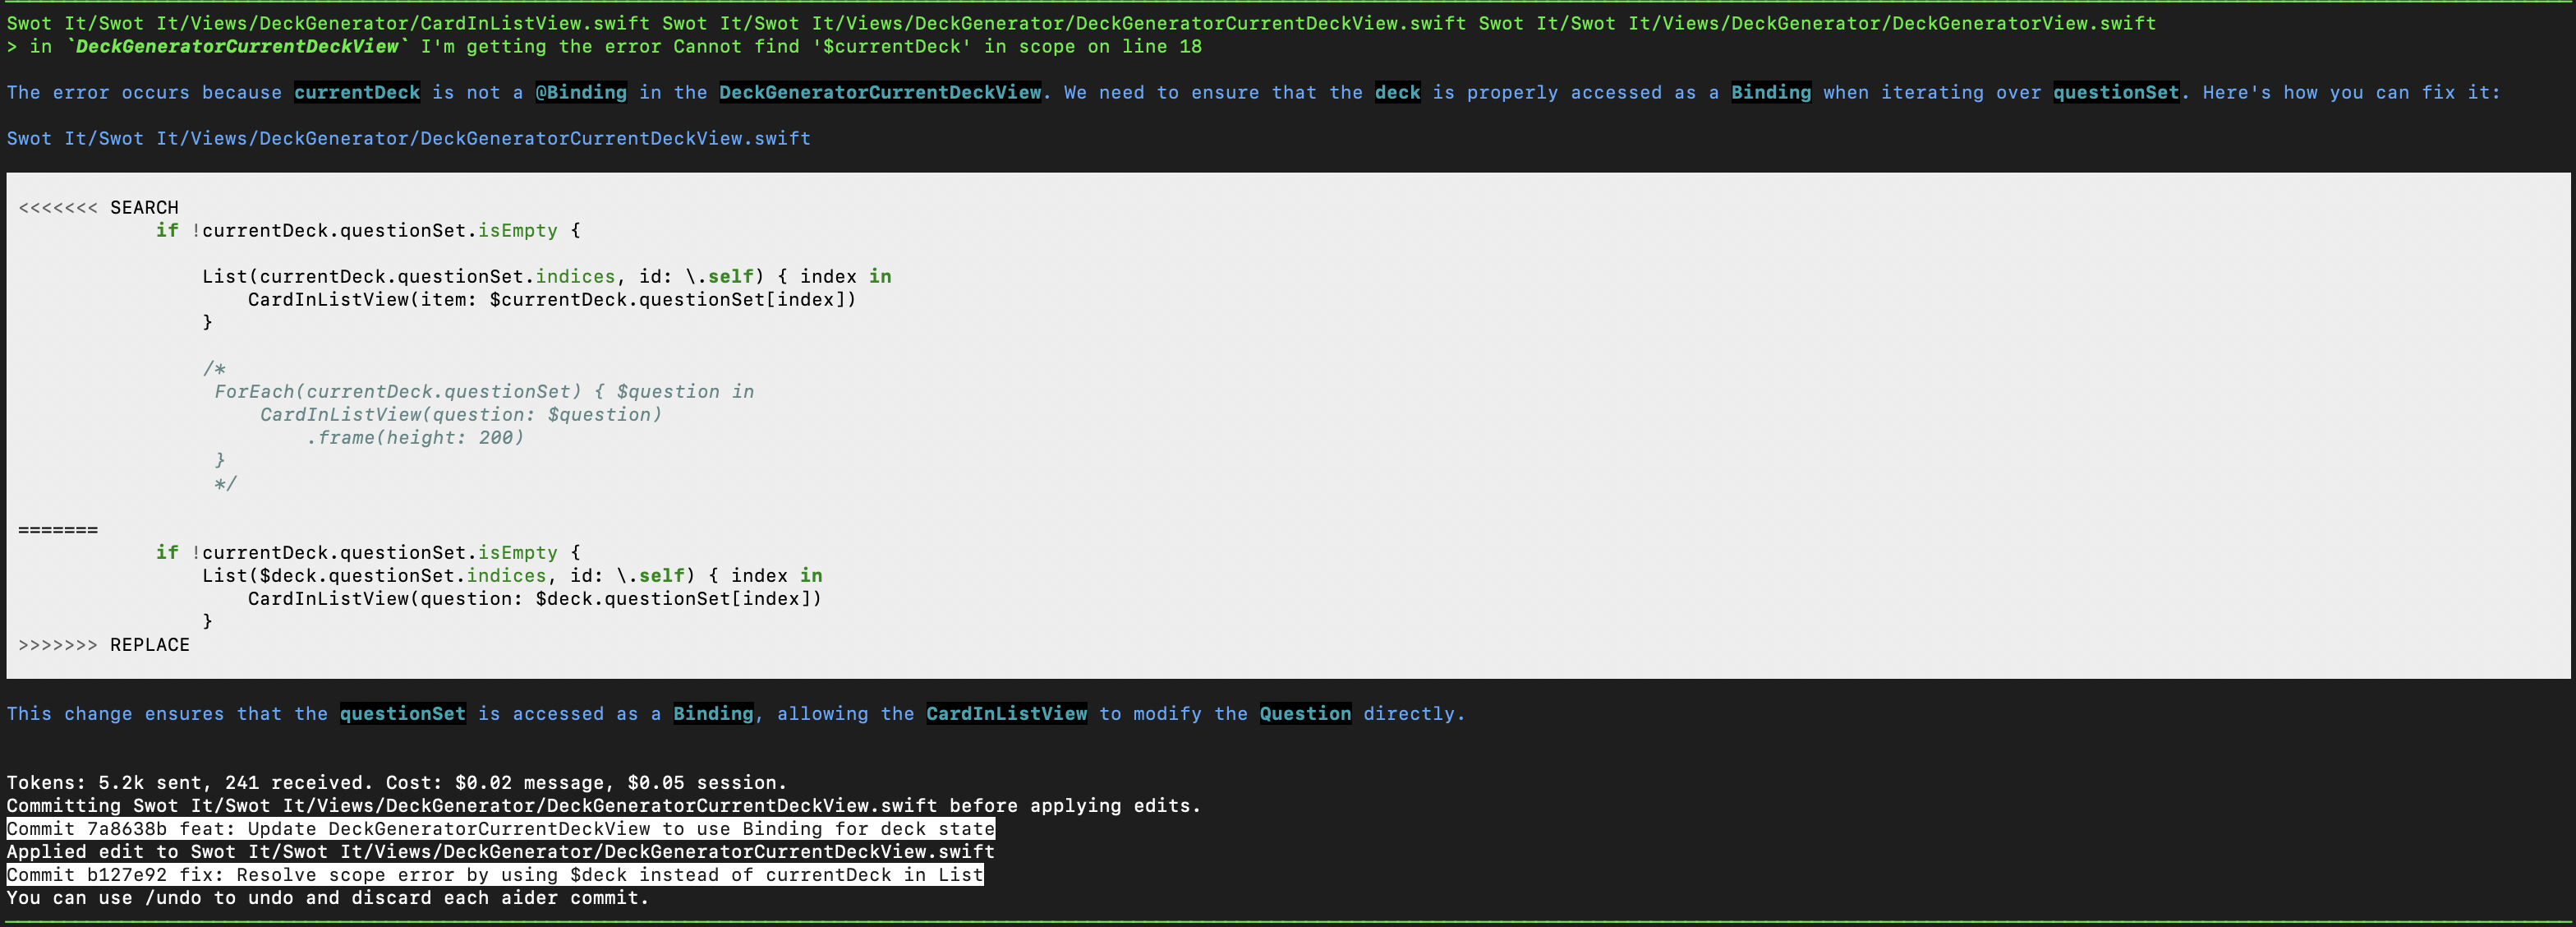 Swot It/Swot It/Views/DeckGenerator/CardInListView.swift Swot It/Swot It/Views/DeckGenerator/DeckGeneratorCurrentDeckView.swift Swot It/Swot It/Views/DeckGenerator/DeckGeneratorView.swift
> in `DeckGeneratorCurrentDeckView` I'm getting the error Cannot find '$currentDeck' in scope on line 18
The error occurs because currentDeck is not a @Binding in the DeckGeneratorCurrentDeckView. We need to ensure that the deck is properly accessed as a Binding when iterating over questionSet. Here's how you can fix it:
Swot It/Swot It/Views/DeckGenerator/DeckGeneratorCurrentDeckView.swift
<<<<<<< SEARCH
if !currentDeck.questionSet.isEmpty {
List(currentDeck.questionSet.indices, id: \.self) { index in
CardInListView(item: $currentDeck.questionSet[index])
}
/*
ForEach(currentDeck.questionSet) { $question in
CardInListView(question: $question)
.frame(height: 200)
}
*/
=======
if !currentDeck.questionSet.isEmpty {
List($deck.questionSet.indices, id: \.self) { index in
CardInListView(question: $deck.questionSet[index])
}
>>>>>>> REPLACE
This change ensures that the questionSet is accessed as a Binding, allowing the CardInListView to modify the Question directly.
Tokens: 5.2k sent, 241 received. Cost: $0.02 message, $0.05 session.
Committing Swot It/Swot It/Views/DeckGenerator/DeckGeneratorCurrentDeckView.swift before applying edits.
Commit 7a8638b feat: Update DeckGeneratorCurrentDeckView to use Binding for deck state
Applied edit to Swot It/Swot It/Views/DeckGenerator/DeckGeneratorCurrentDeckView.swift
Commit b127e92 fix: Resolve scope error by using $deck instead of currentDeck in List
You can use /undo to undo and discard each aider commit.